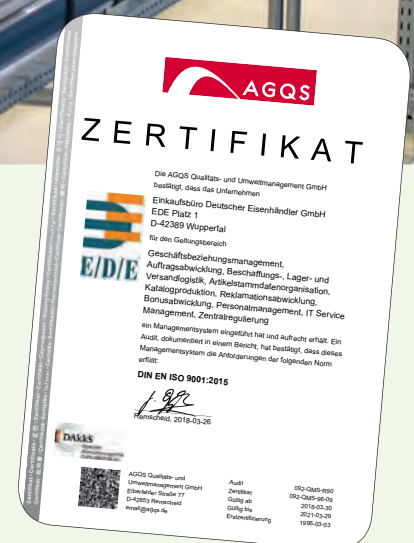 AGQS
ZERTIFIKAT
Die AGQS Qualitäts- und Umweltmanagement GmbH
bestätigt, dass das Unternehmen
Einkaufsbüro Deutscher Eisenhändler GmbH
EDE Platz 1
D-42389 Wuppertal
für den Geltungsbereich
E/D/E
Geschäftsbeziehungsmanagement,
Auftragsabwicklung, Beschaffungs-, Lager- und
Versandlogistik, Artikelstammdatenorganisation,
Katalogproduktion, Reklamationsabwicklung,
Bonusabwicklung, Personalmanagement, IT Service
Management, Zentralregulierung
ein Managementsystem eingeführt hat und aufrecht erhält. Ein
Audit, dokumentiert in einem Bericht, hat bestätigt, dass dieses
Managementsystem die Anforderungen der folgenden Norm
erfüllt:
DIN EN ISO 9001:2015
Remscheid, 2018-03-26
DAkkS
AGQS Qualitäts- und
Umweltmanagement GmbH
Elberfelder Straße 77
D-42853 Remscheid
email@agqs.de
Audit 092-QMS-R90
Zertifikat 092-QMS-96-09
Gültig ab 2018-03-30
Gültig bis 2021-03-29
Erstzertifizierung 1996-03-03